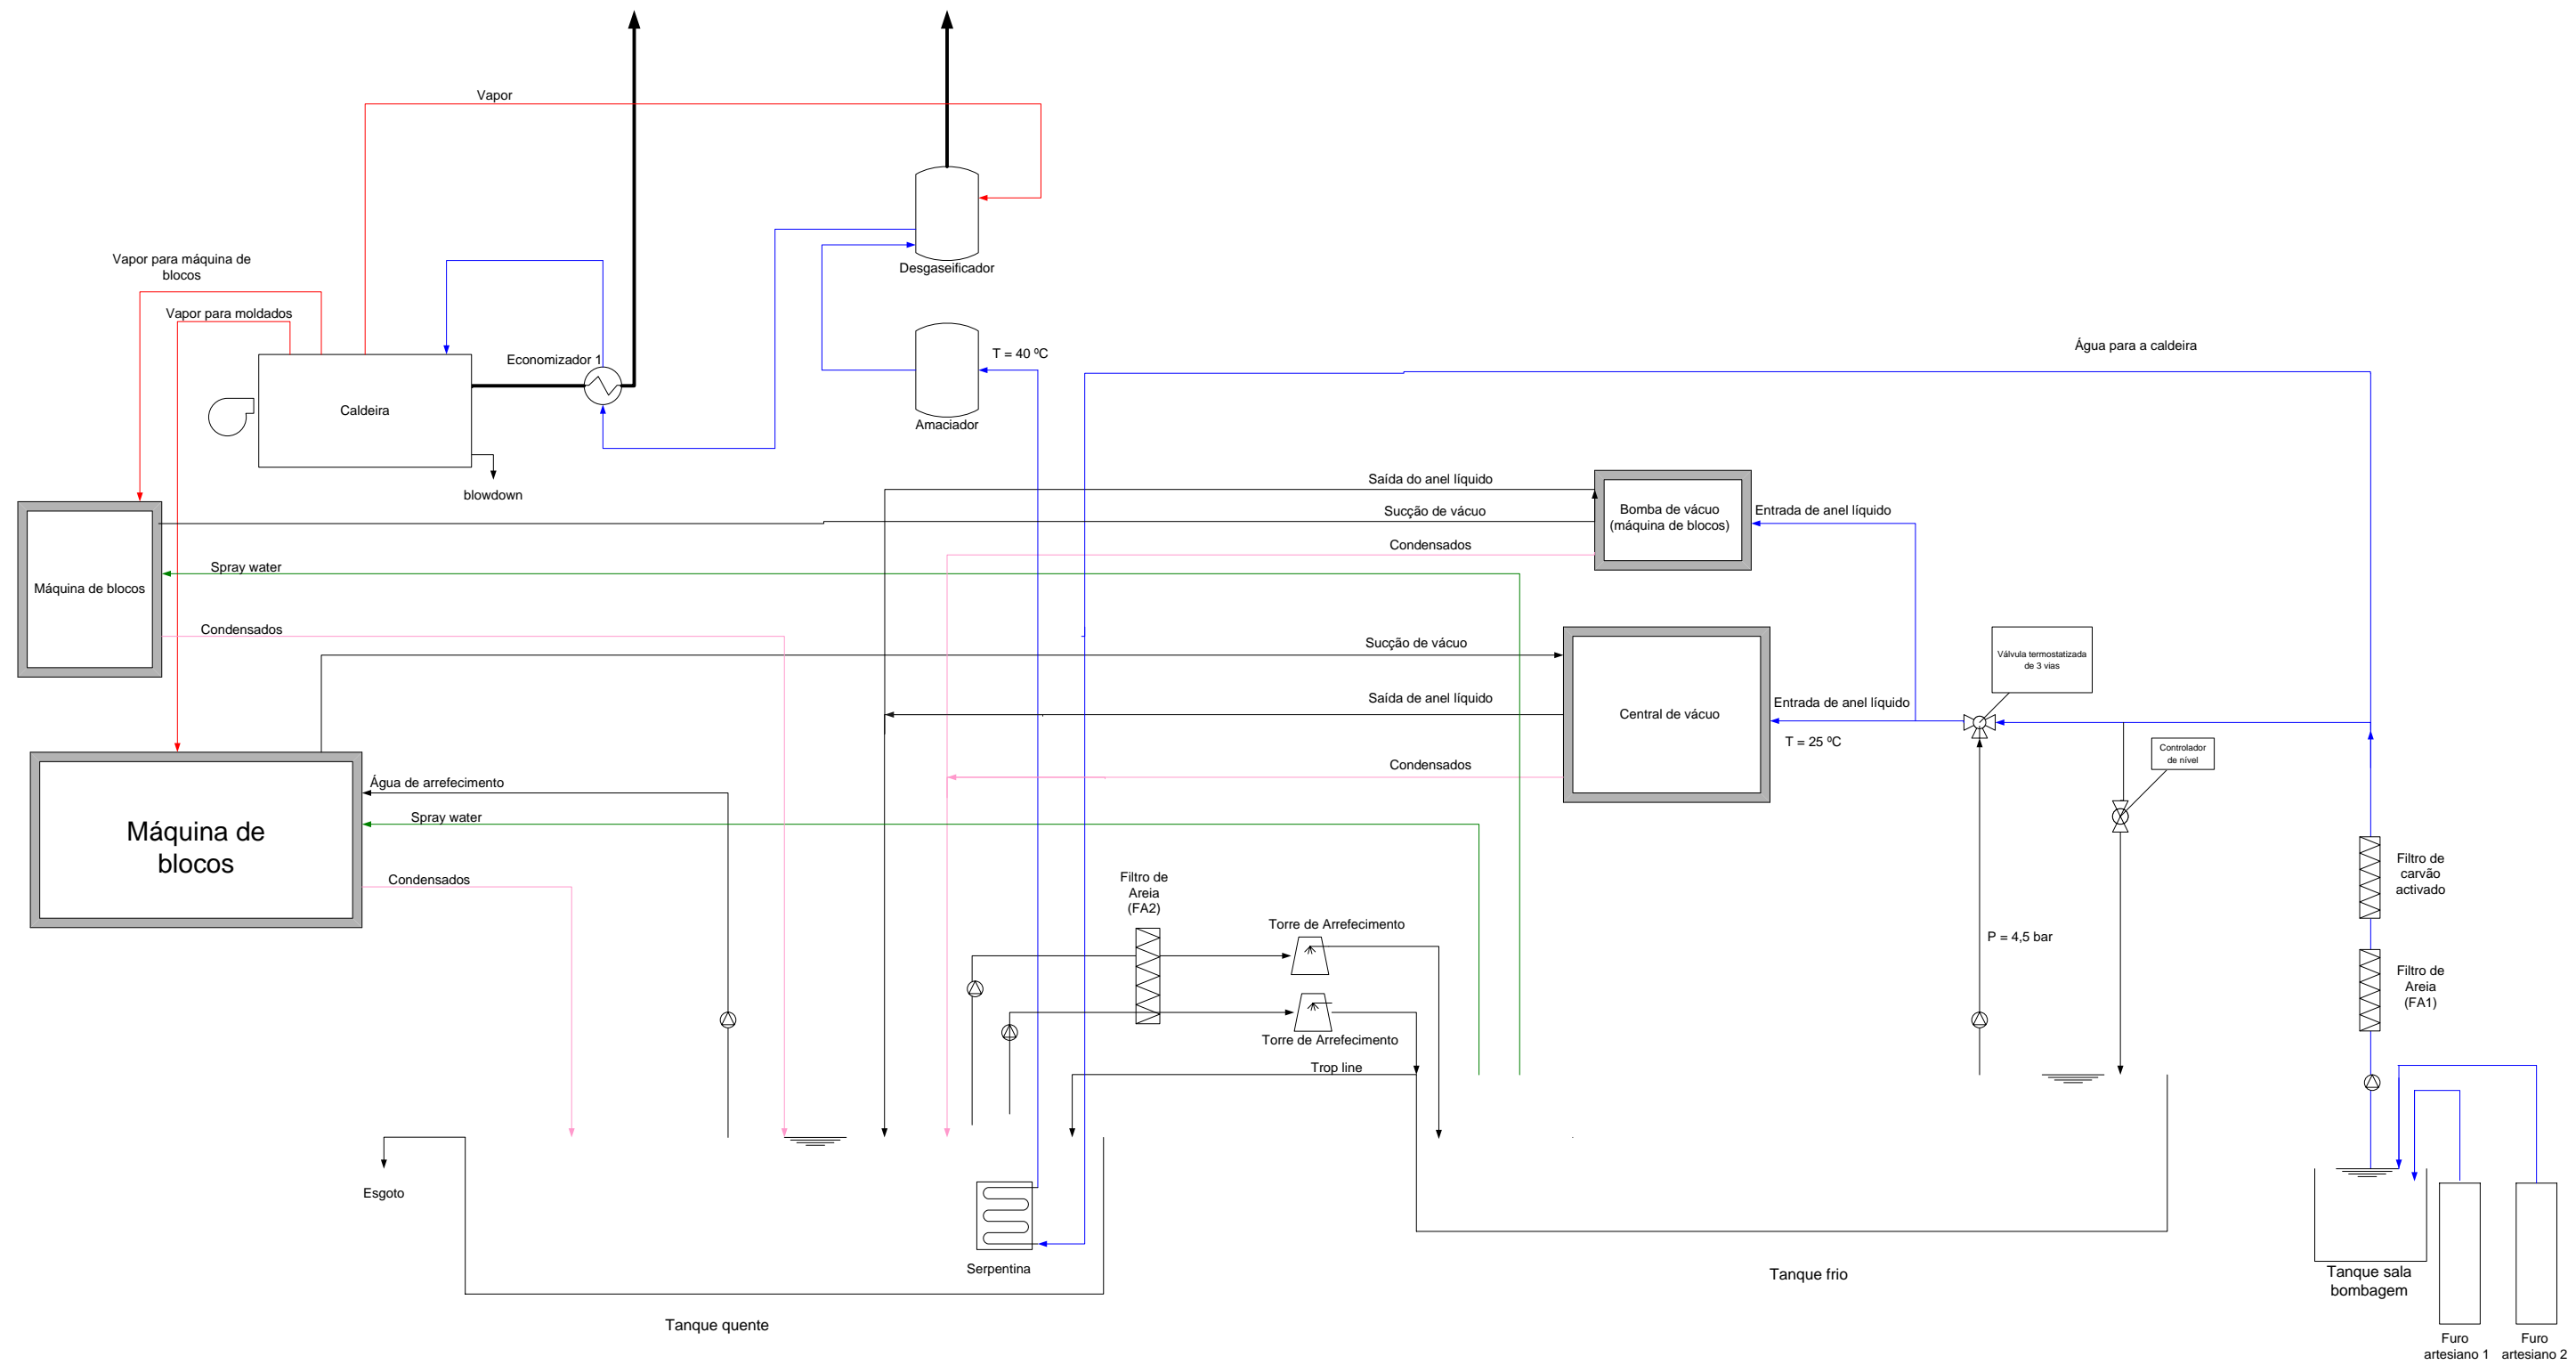 Vapor
Vapor para máquina de
blocos
Vapor para moldados
Desgaseificador
Economizador 1
T = 40 ºC
Água para a caldeira
Caldeira
Amaciador
blowdown
Saída do anel líquido
Sucção de vácuo
Condensados
Bomba de vácuo
(máquina de blocos)
Entrada de anel líquido
Spray water
Máquina de blocos
Condensados
Sucção de vácuo
Saída de anel líquido
Condensados
Central de vácuo
Entrada de anel líquido
T = 25 ºC
Válvula termostatizada
de 3 vias
Controlador
de nível
Água de arrefecimento
Spray water
Máquina de
blocos
Condensados
Filtro de
Areia
(FA2)
Torre de Arrefecimento
Torre de Arrefecimento
Trop line
P = 4,5 bar
Filtro de
carvão
activado
Filtro de
Areia
(FA1)
Esgoto
Serpentina
Tanque quente
Tanque frio
Tanque sala
bombagem
Furo
artesiano 1
Furo
artesiano 2